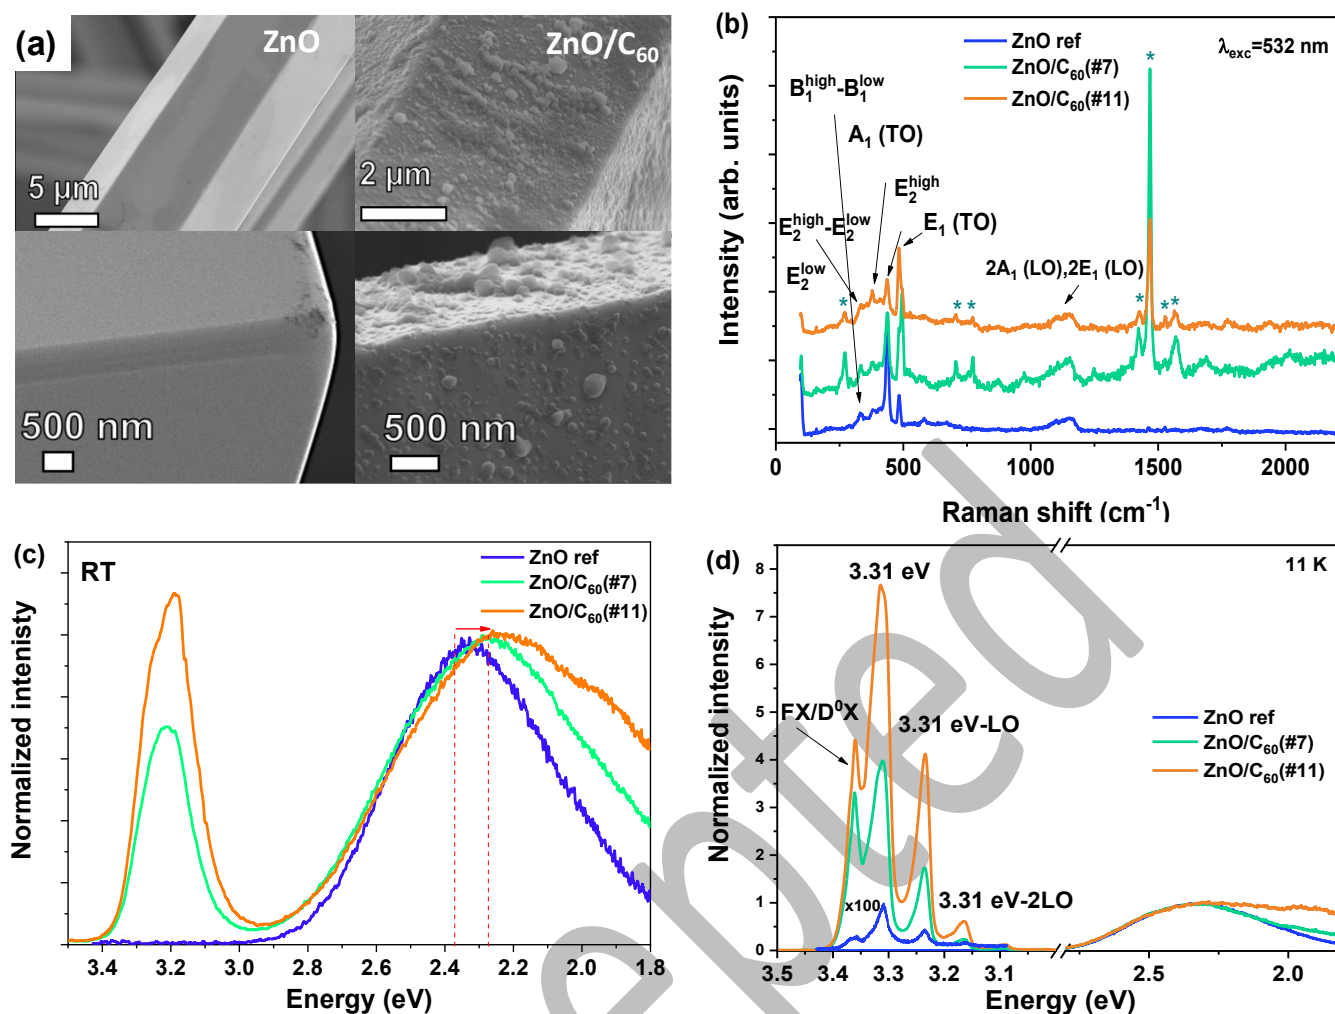 (a)
ZnO
ZnO/C60
5 μm
2 μm
500 nm
500 nm
(b)
ZnO ref
ZnO/C60(#7)
ZnO/C60(#11)
λexc=532 nm
*
B1high-B1low
A1 (TO)
E2high
E2high-E2low
E1 (TO)
E2low
2A1 (LO),2E1 (LO)
* * * * * *
Intensity (arb. units)
0 500 1000 1500 2000
Raman shift (cm-1)
(c)
RT
ZnO ref
ZnO/C60(#7)
ZnO/C60(#11)
Normalized intenisty
3.4 3.2 3.0 2.8 2.6 2.4 2.2 2.0 1.8
Energy (eV)
(d)
11 K
3.31 eV
FX/D0X
3.31 eV-LO
3.31 eV-2LO
x100
ZnO ref
ZnO/C60(#7)
ZnO/C60(#11)
Normalized intensity
8
7
6
5
4
3
2
1
0
3.5 3.4 3.3 3.2 3.1 2.5 2.0
Energy (eV)
epted